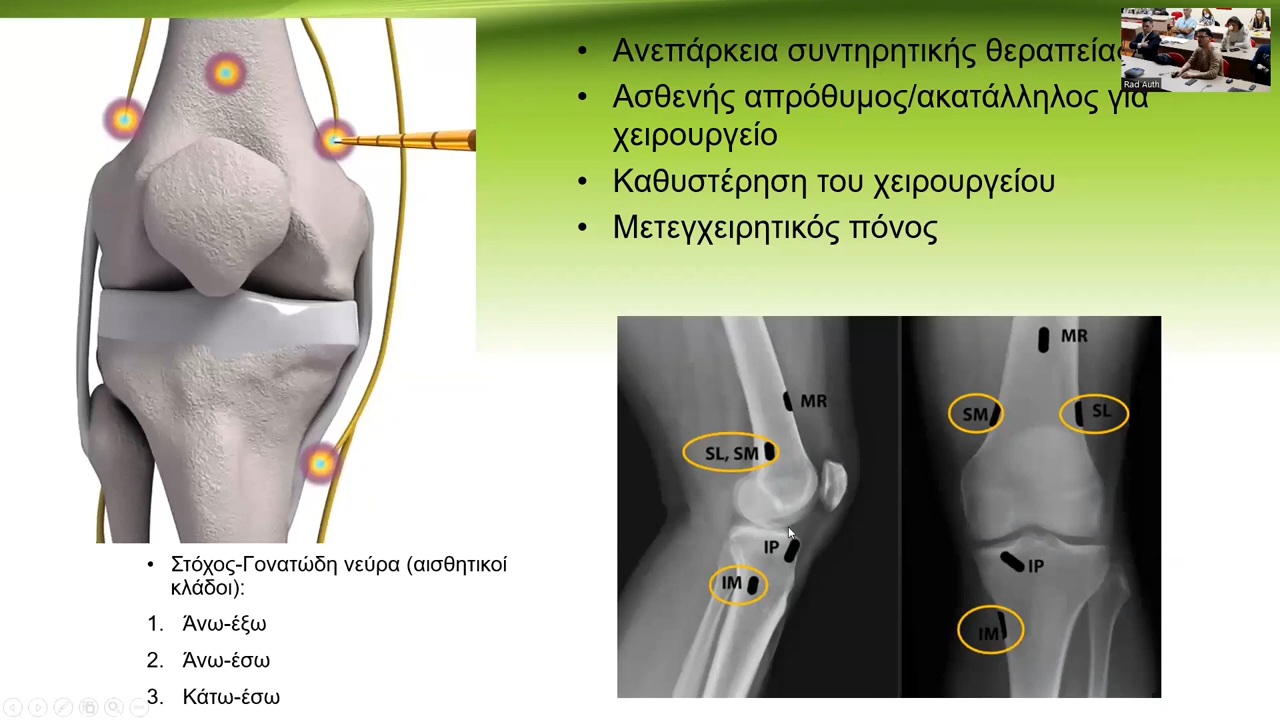 • Ανεπάρκεια συντηρητικής θεραπείας
• Ασθενής απρόθυμος/ακατάλληλος για
χειρουργείο
• Καθυστέρηση του χειρουργείου
• Μετεγχειρητικός πόνος
Rad Auth
MR
SL, SM
IP
IM
MR
SM
SL
IP
IM
• Στόχος-Γονατώδη νεύρα (αισθητικοί
κλάδοι):
1. Άνω-έξω
2. Άνω-έσω
3. Κάτω-έσω